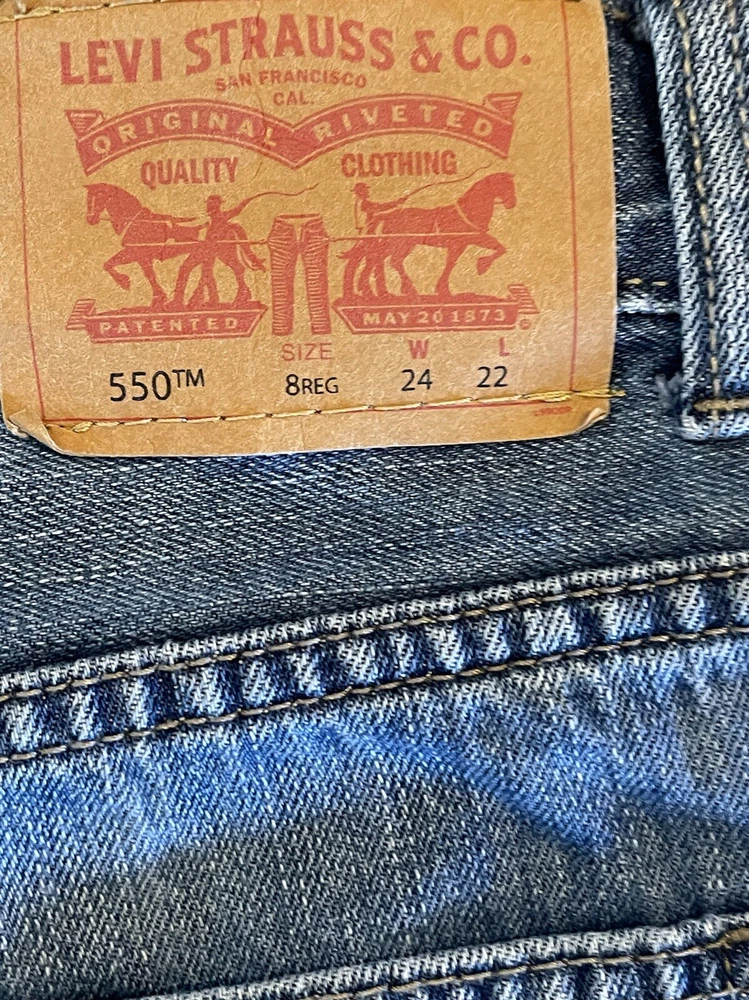 LEVI STRAUSS & CO.
SAN FRANCISCO
CAL.
ORIGINAL RIVETED
QUALITY CLOTHING
PATENTED MAY 20 1873
SIZE W L
550™ 8REG 24 22